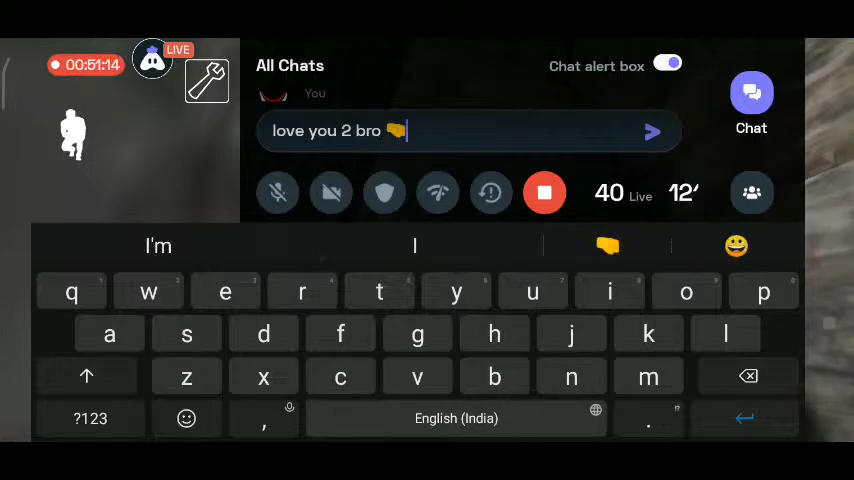 00:51:14
LIVE
All Chats
Chat alert box
You
love you 2 bro 🤜
Chat
40 Live 12′
I'm I 🤜 😀
q w e r t y u i o p
a s d f g h j k l
z x c v b n m
?123 , English (India) .